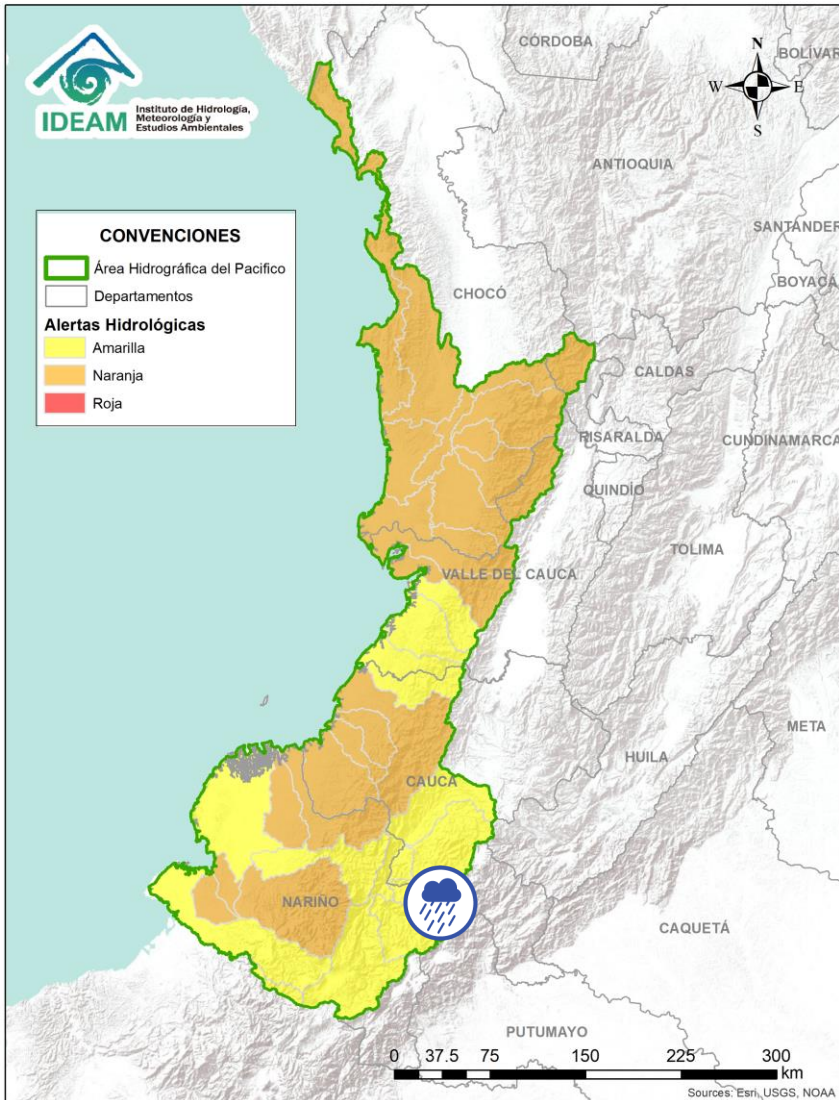 IDEAM
Instituto de Hidrología,
Meteorología y
Estudios Ambientales
CÓRDOBA
BOLÍVAR
N
W
E
S
ANTIOQUIA
SANTANDER
CONVENCIONES
Área Hidrográfica del Pacifico
Departamentos
Alertas Hidrológicas
Amarilla
Naranja
Roja
BOYACÁ
CHOCÓ
CALDAS
RISARALDA
CUNDINAMARCA
QUINDÍO
TOLIMA
VALLE DEL CAUCA
META
HUILA
CAUCA
NARIÑO
CAQUETÁ
PUTUMAYO
0 37.5 75 150 225 300
km
Sources: Esri, USGS, NOAA